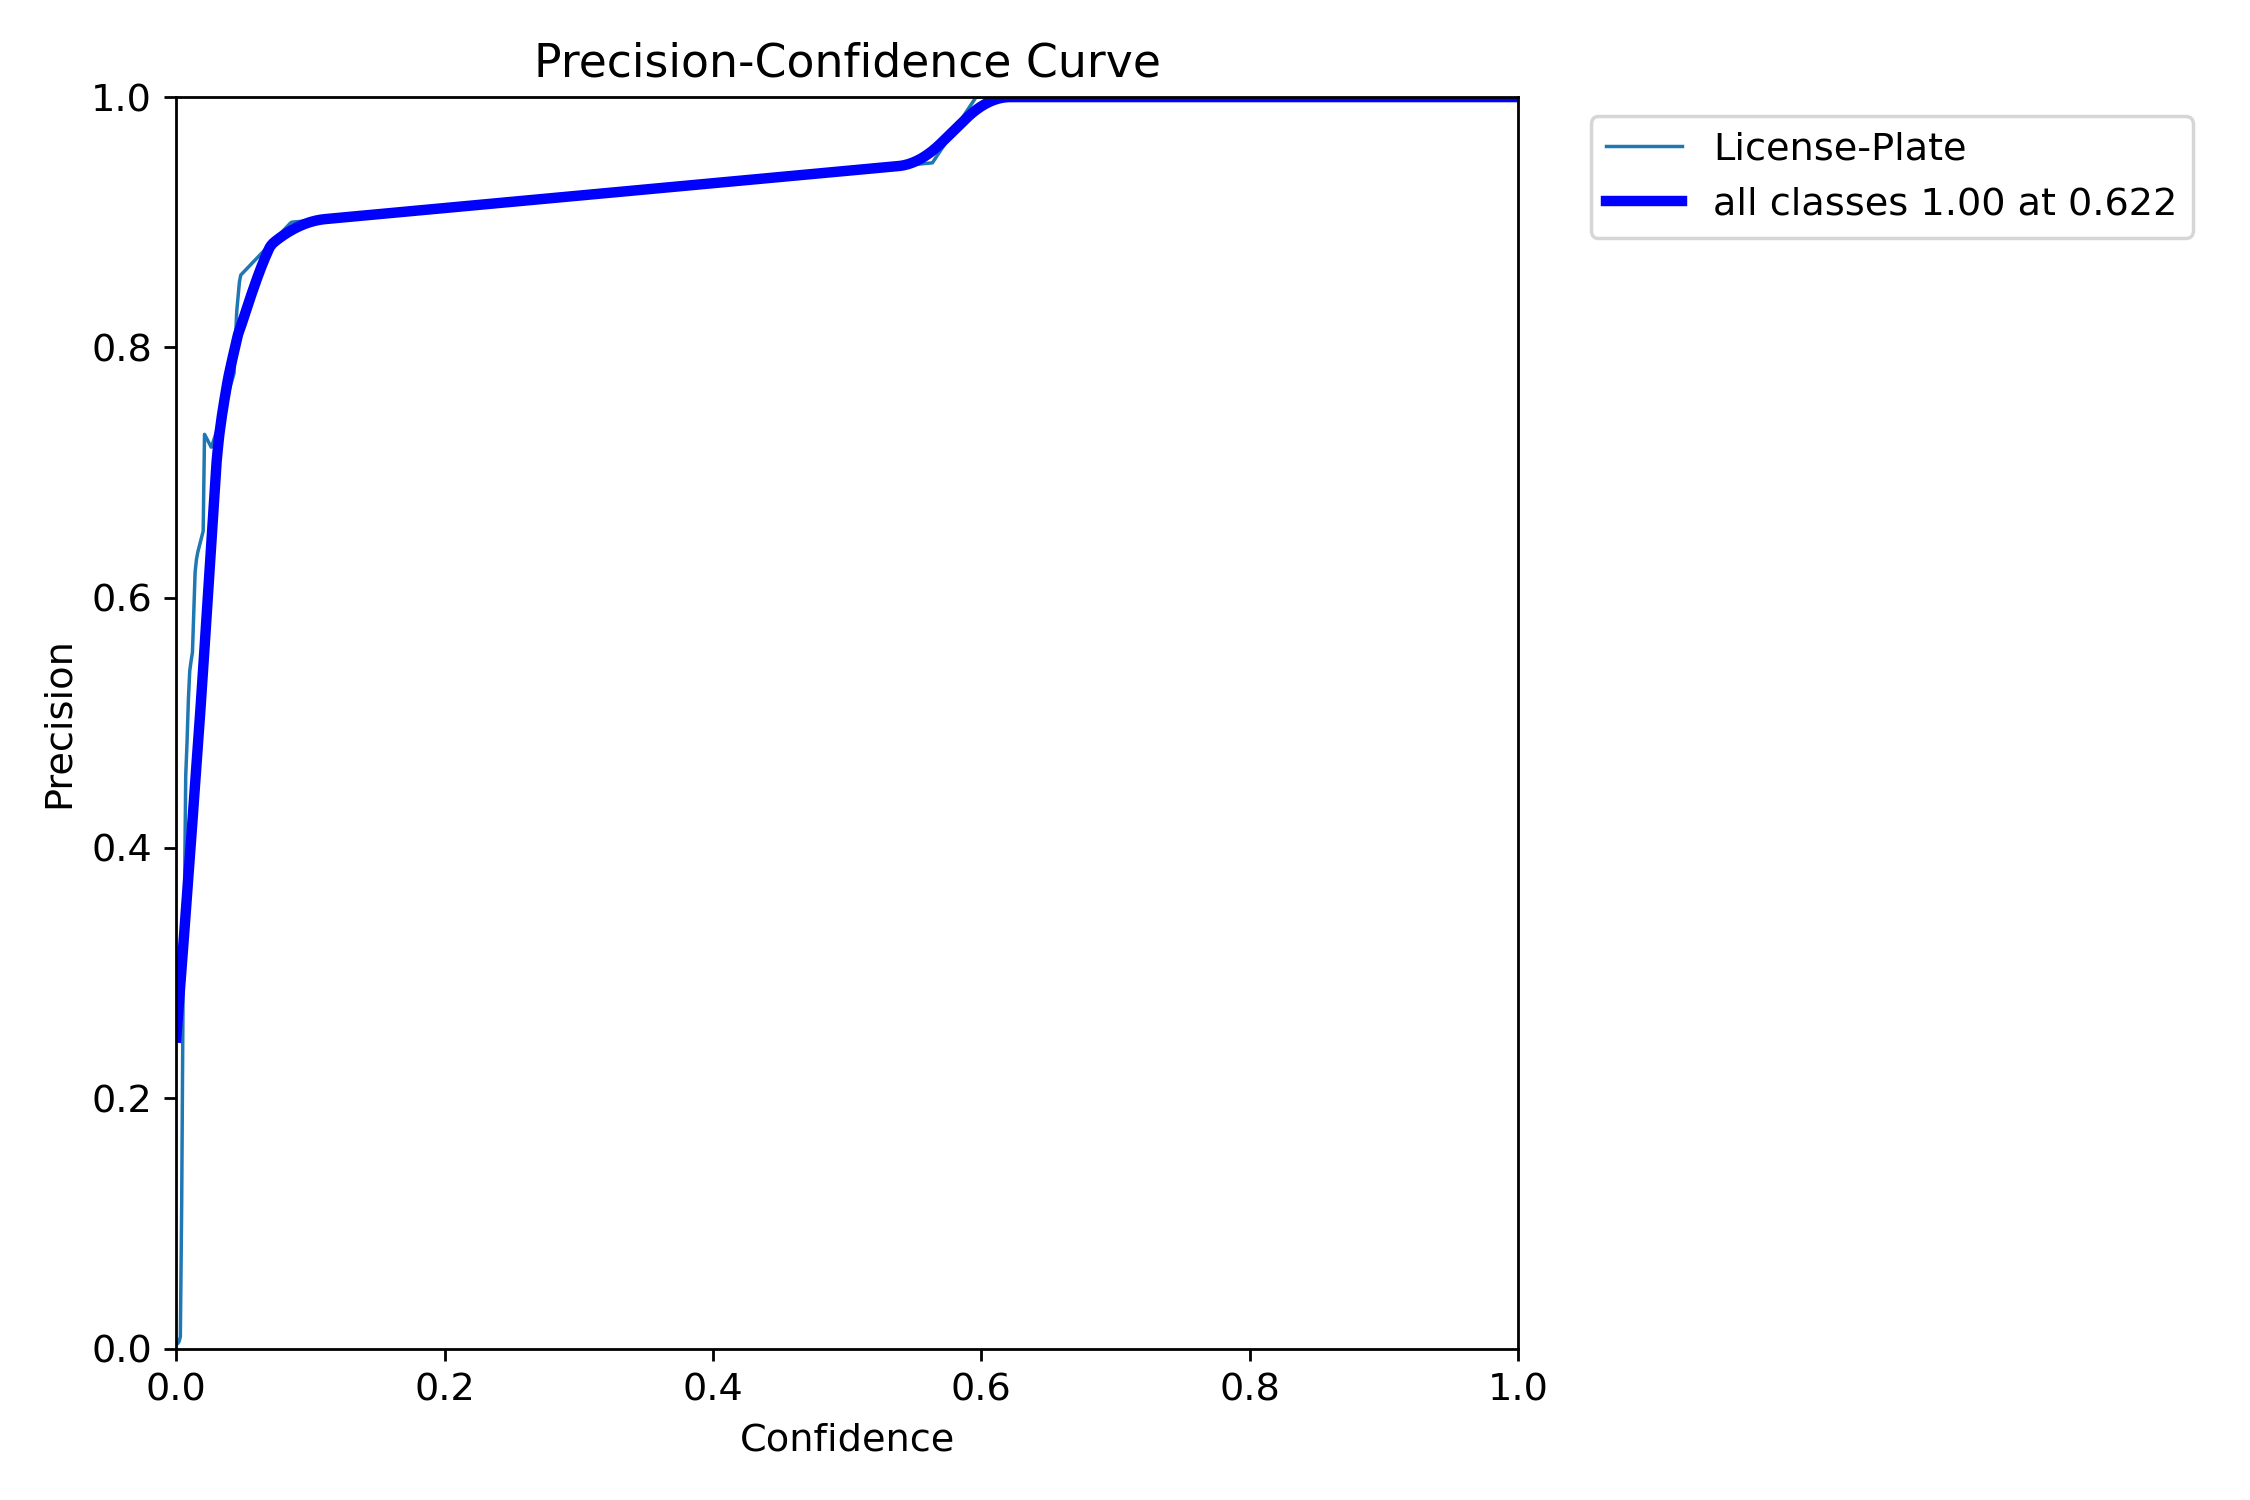 Precision-Confidence Curve
1.0
0.8
0.6
0.4
0.2
0.0
Precision
0.0 0.2 0.4 0.6 0.8 1.0
Confidence
License-Plate
all classes 1.00 at 0.622